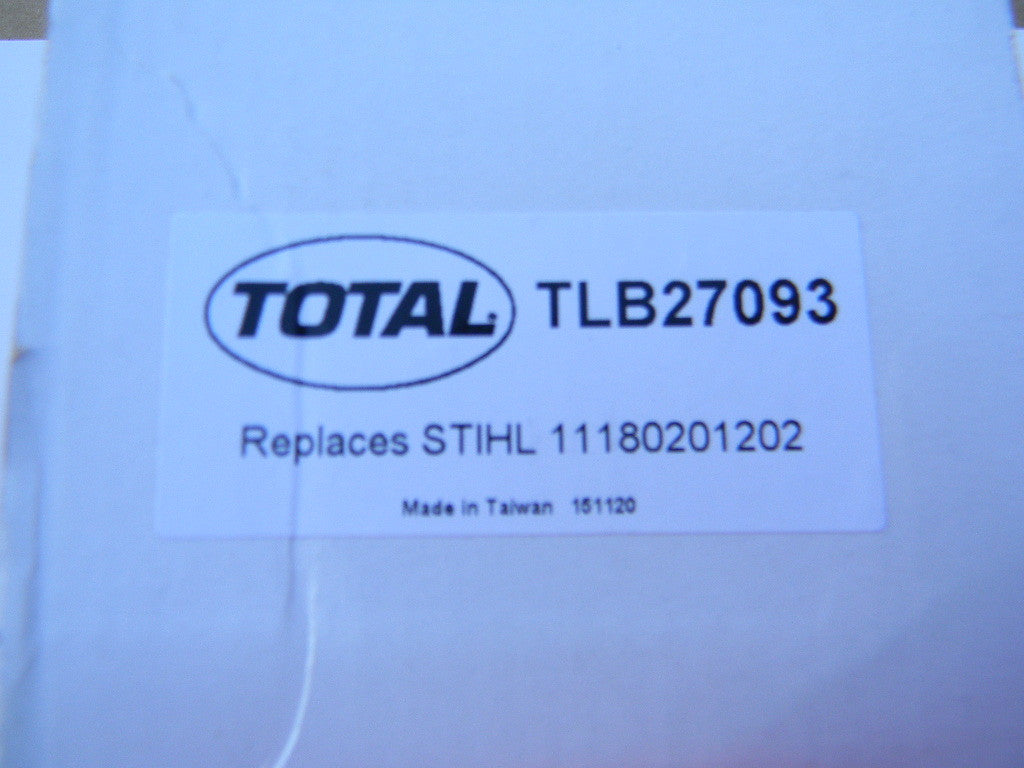 TOTAL TLB27093
Replaces STIHL 11180201202
Made in Taiwan 151120